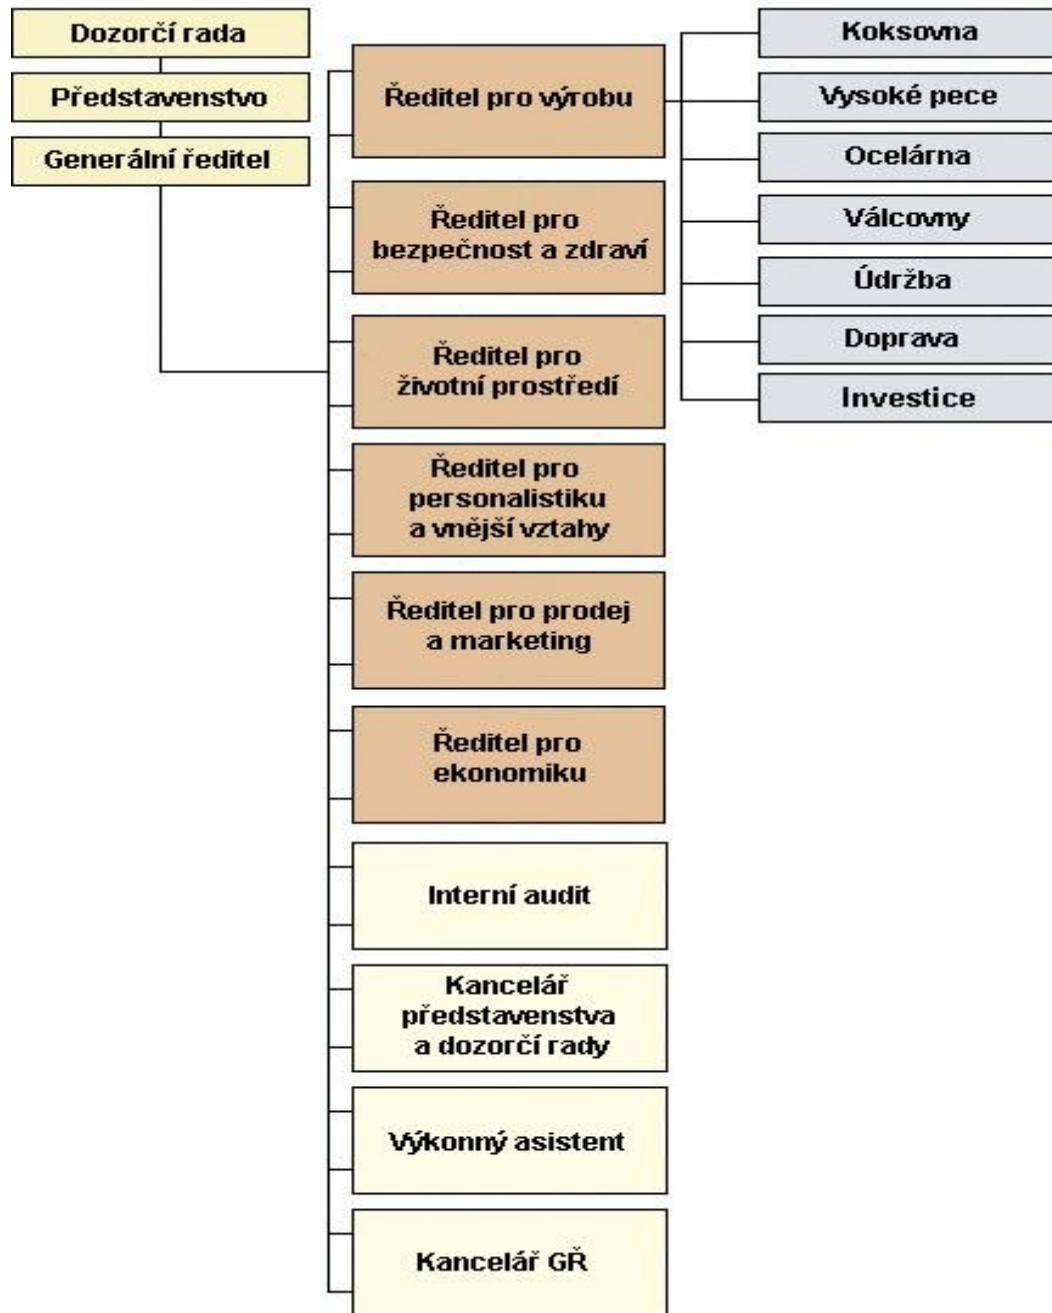 Dozorčí rada
Představenstvo
Generální ředitel
Ředitel pro výrobu
Ředitel pro
bezpečnost a zdraví
Ředitel pro
životní prostředí
Ředitel pro
personalistiku
a vnější vztahy
Ředitel pro prodej
a marketing
Ředitel pro
ekonomiku
Interní audit
Kancelář
představenstva
a dozorčí rady
Výkonný asistent
Kancelář GŘ
Koksovna
Vysoké pece
Ocelárna
Válcovny
Údržba
Doprava
Investice